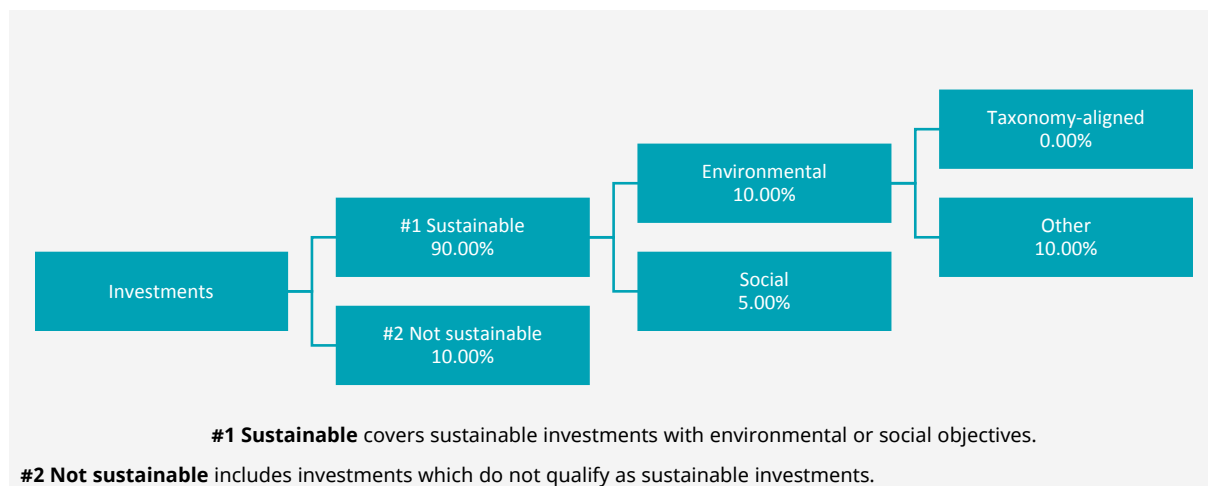 Investments
#1 Sustainable
90.00%
#2 Not sustainable
10.00%
Environmental
10.00%
Social
5.00%
Taxonomy-aligned
0.00%
Other
10.00%
#1 Sustainable covers sustainable investments with environmental or social objectives.
#2 Not sustainable includes investments which do not qualify as sustainable investments.